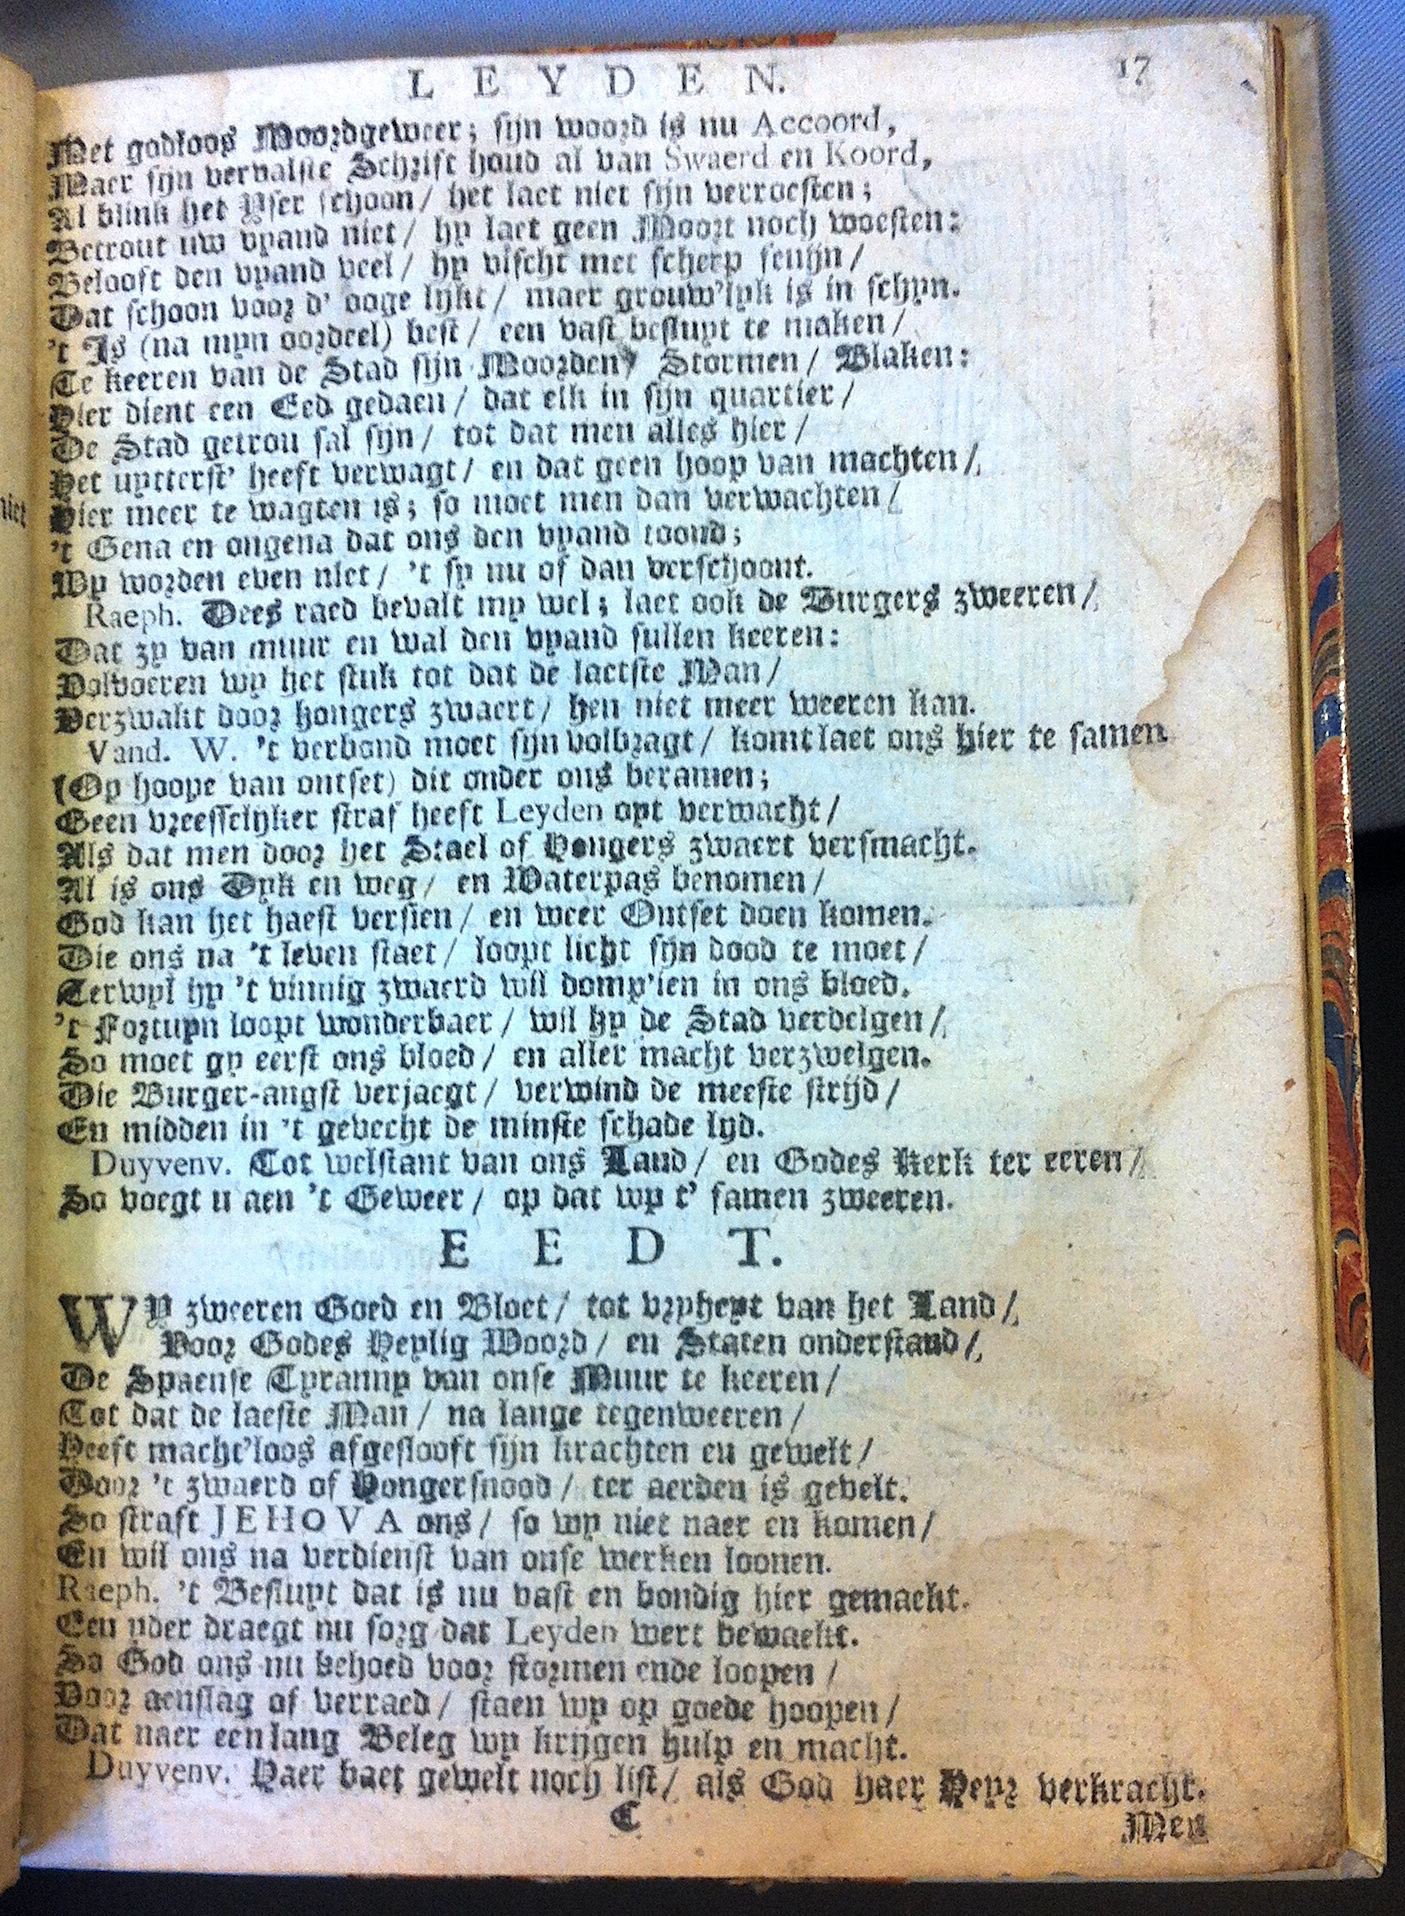 LEYDEN. 17
Met godloos Moordgeweer; sijn woord is nu Accoord,
Maer sijn vervalste Schrift houd al van Swaerd en Koord,
Al blink het Yser schoon/ het laet niet sijn verroesten;
Betrout uw vyand niet/ hy laet geen Moort noch woesten:
Belooft den vyand veel/ hy vischt met scherp fenijn/
Dat schoon voor d' ooge lijkt/ maer grouw'lyk is in schyn.
't Is (na myn oordeel) best/ een vast besluyt te maken/
Te keeren van de Stad sijn Moorden/ Stormen/ Blaken:
Hier dient een Eed gedaen/ dat elk in sijn quartier/
De Stad getrou sal sijn/ tot dat men alles hier/
Het uytterst' heeft verwagt/ en dat geen hoop van machten/
Hier meer te wagten is; so moet men dan verwachten/
't Gena en ongena dat ons den vyand toond;
Wy worden even niet/ 't sy nu of dan verschoont.
Raeph. Dees raed bevalt my wel; laet ook de Burgers zweeren/
Dat zy van muur en wal den vyand sullen keeren:
Volvoeren wy het stuk tot dat de laetste Man/
Verzwakt door hongers zwaert/ hen niet meer weeren kan.
Vand. W. 't verbond moet sijn volbragt/ komt laet ons hier te samen
(Op hoope van ontset) dit onder ons beramen;
Geen vreesselijker straf heeft Leyden opt verwacht/
Als dat men door het Stael of Hongers zwaert versmacht.
Al is ons Dyk en weg/ en Waterpas benomen/
God kan het haest versien/ en weer Ontset doen komen.
Die ons na 't leven staet/ loopt licht sijn dood te moet/
Terwyl hy 't vinnig zwaerd wil domp'len in ons bloed.
't Fortuyn loopt wonderbaer/ wil hy de Stad verdelgen/
So moet gy eerst ons bloed/ en aller macht verzwelgen.
Die Burger-angst verjaegt/ verwind de meeste strijd/
En midden in 't gevecht de minste schade lyd.
Duyvenv. Tot welstant van ons Land/ en Godes Kerk ter eeren/
So voegt u aen 't Geweer/ op dat wy t' samen zweeren.
EEDT.
WY zweeren Goed en Bloet/ tot vryheyt van het Land/
Voor Godes Heylig Woord/ en Staten onderstand/
De Spaense Tyranny van onse Muur te keeren/
Tot dat de laeste Man/ na lange tegenweeren/
Heeft macht'loos afgeslooft sijn krachten en gewelt/
Door 't zwaerd of Hongersnood/ ter aerden is gevelt.
So straft JEHOVA ons/ so wy niet naer en komen/
En wil ons na verdienst van onse werken loonen.
Raeph. 't Besluyt dat is nu vast en bondig hier gemaekt.
Een yder draegt nu sorg dat Leyden wert bewaekt.
So God ons nu behoed voor stormen ende loopen/
Voor aenslag of verraed/ staen wy op goede hoopen/
Dat naer een lang Beleg wy krijgen hulp en macht.
Duyvenv. Haer baet gewelt noch list/ als God haer Heyr verkracht.
C
Men
niet